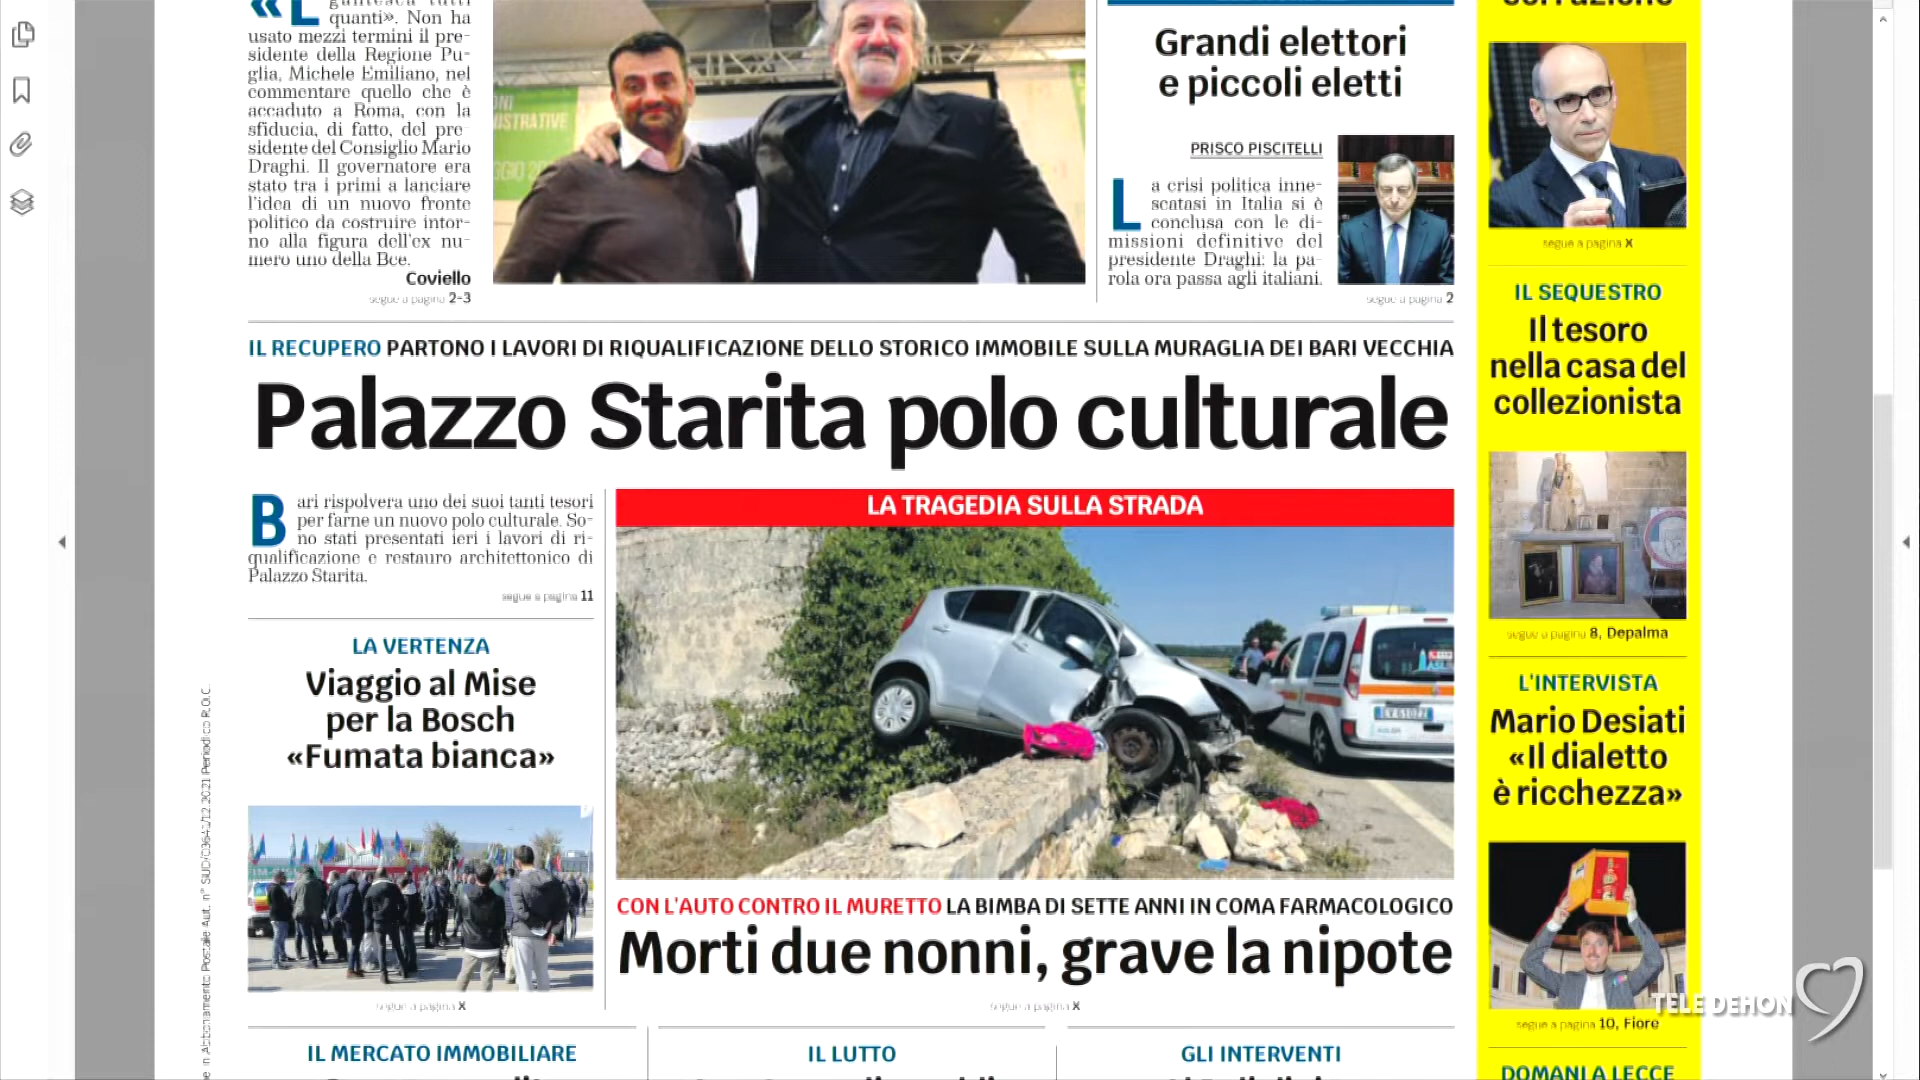 quanti». Non ha
usato mezzi termini il pre-
sidente della Regione Pu-
glia, Michele Emiliano, nel
commentare quello che è
accaduto a Roma, con la
sfiducia, di fatto, del pre-
sidente del Consiglio Mario
Draghi. Il governatore era
stato tra i primi a lanciare
l'idea di un nuovo fronte
politico da costruire intor-
no alla figura dell'ex nu-
mero uno della Bce.
Coviello
segue a pagina 2-3
Grandi elettori
e piccoli eletti
PRISCO PISCITELLI
La crisi politica inne-
scatasi in Italia si è
conclusa con le di-
missioni definitive del
presidente Draghi: la pa-
rola ora passa agli italiani.
segue a pagina 2
IL RECUPERO PARTONO I LAVORI DI RIQUALIFICAZIONE DELLO STORICO IMMOBILE SULLA MURAGLIA DEI BARI VECCHIA
Palazzo Starita polo culturale
Bari rispolvera uno dei suoi tanti tesori
per farne un nuovo polo culturale. So-
no stati presentati ieri i lavori di ri-
qualificazione e restauro architettonico di
Palazzo Starita.
segue a pagina 11
LA VERTENZA
Viaggio al Mise
per la Bosch
«Fumata bianca»
segue a pagina X
LA TRAGEDIA SULLA STRADA
CON L'AUTO CONTRO IL MURETTO LA BIMBA DI SETTE ANNI IN COMA FARMACOLOGICO
Morti due nonni, grave la nipote
segue a pagina X
IL MERCATO IMMOBILIARE
IL LUTTO
GLI INTERVENTI
segue a pagina X
IL SEQUESTRO
Il tesoro
nella casa del
collezionista
segue a pagina 8, Depalma
L'INTERVISTA
Mario Desiati
«Il dialetto
è ricchezza»
segue a pagina 10, Fiore
DOMANI A LECCE
TELE DEHON